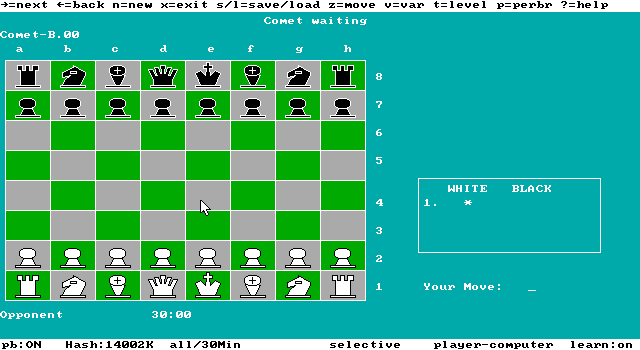 →=next ←=back n=new x=exit s/l=save/load z=move v=var t=level p=perbr ?=help
Comet waiting
Comet-B.00
a b c d e f g h
8
7
6
5
4
3
2
1
WHITE BLACK
1. *
Your Move: _
Opponent 30:00
pb:ON Hash:14002K all/30Min selective player-computer learn:on